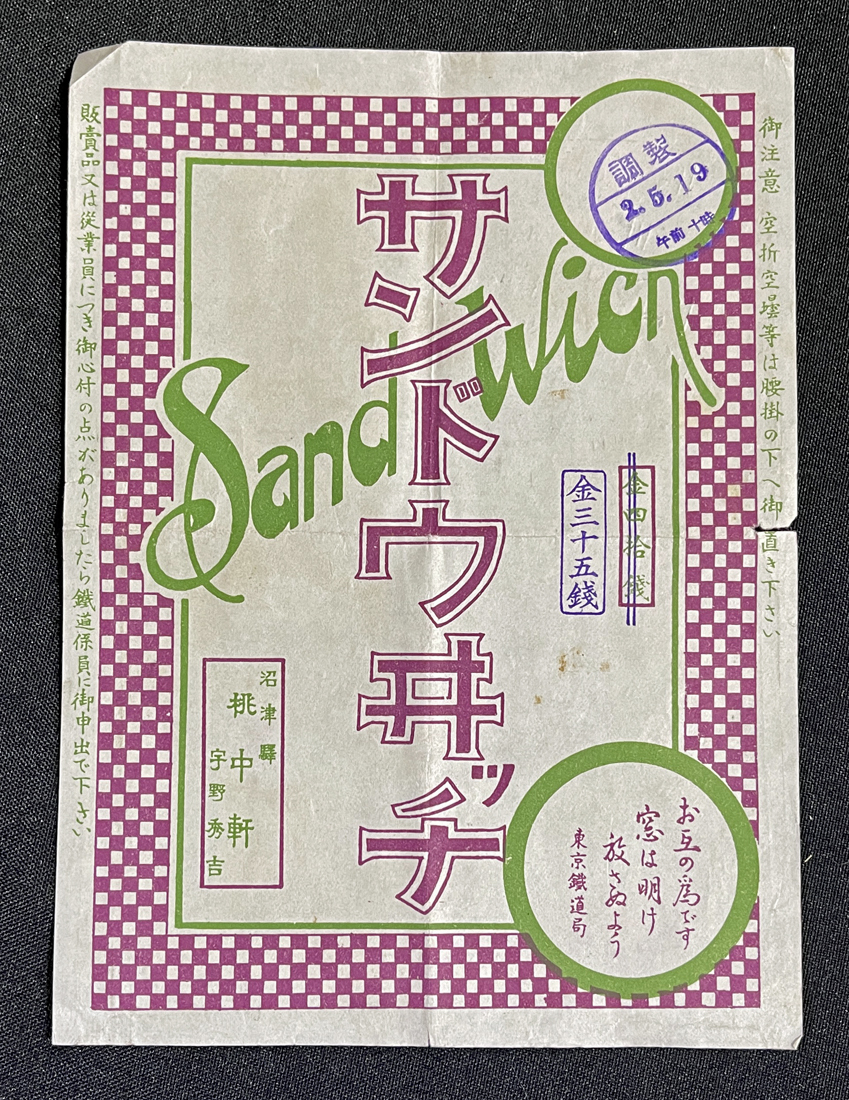 御注意 空折空罎等は腰掛の下へ御置き下さい
調製
2.5.19
午前十時
サンドウヰッチ
Sandwich
金四拾錢
金三十五錢
沼津驛
桃中軒
宇野秀吉
お互の爲です
窓は明け
放さぬよう
東京鐵道局
販賣品又は從業員につき御心付の点がありましたら鐵道係員に御申出で下さい